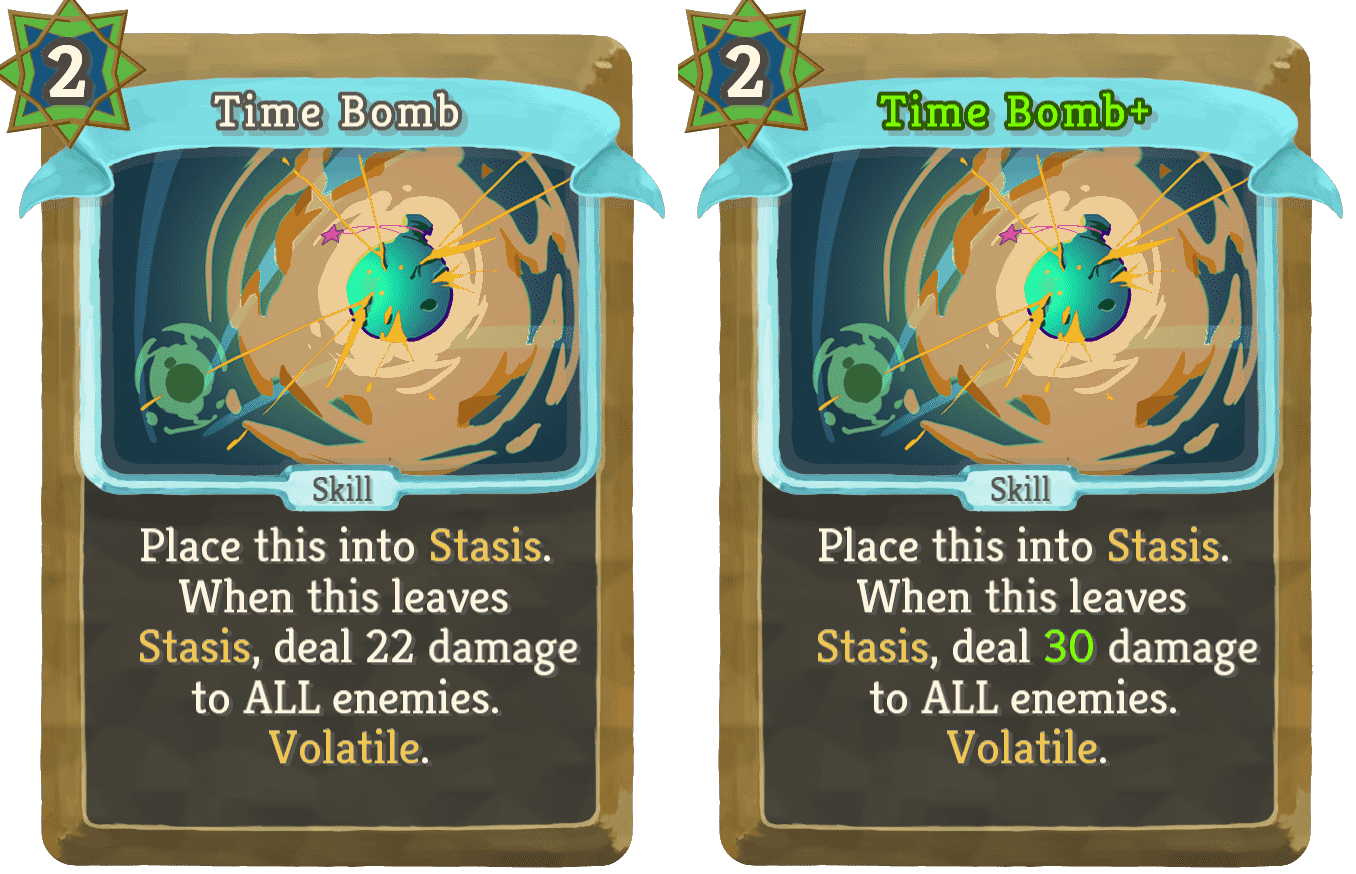 2
Time Bomb
Skill
Place this into Stasis.
When this leaves
Stasis, deal 22 damage
to ALL enemies.
Volatile.
2
Time Bomb+
Skill
Place this into Stasis.
When this leaves
Stasis, deal 30 damage
to ALL enemies.
Volatile.